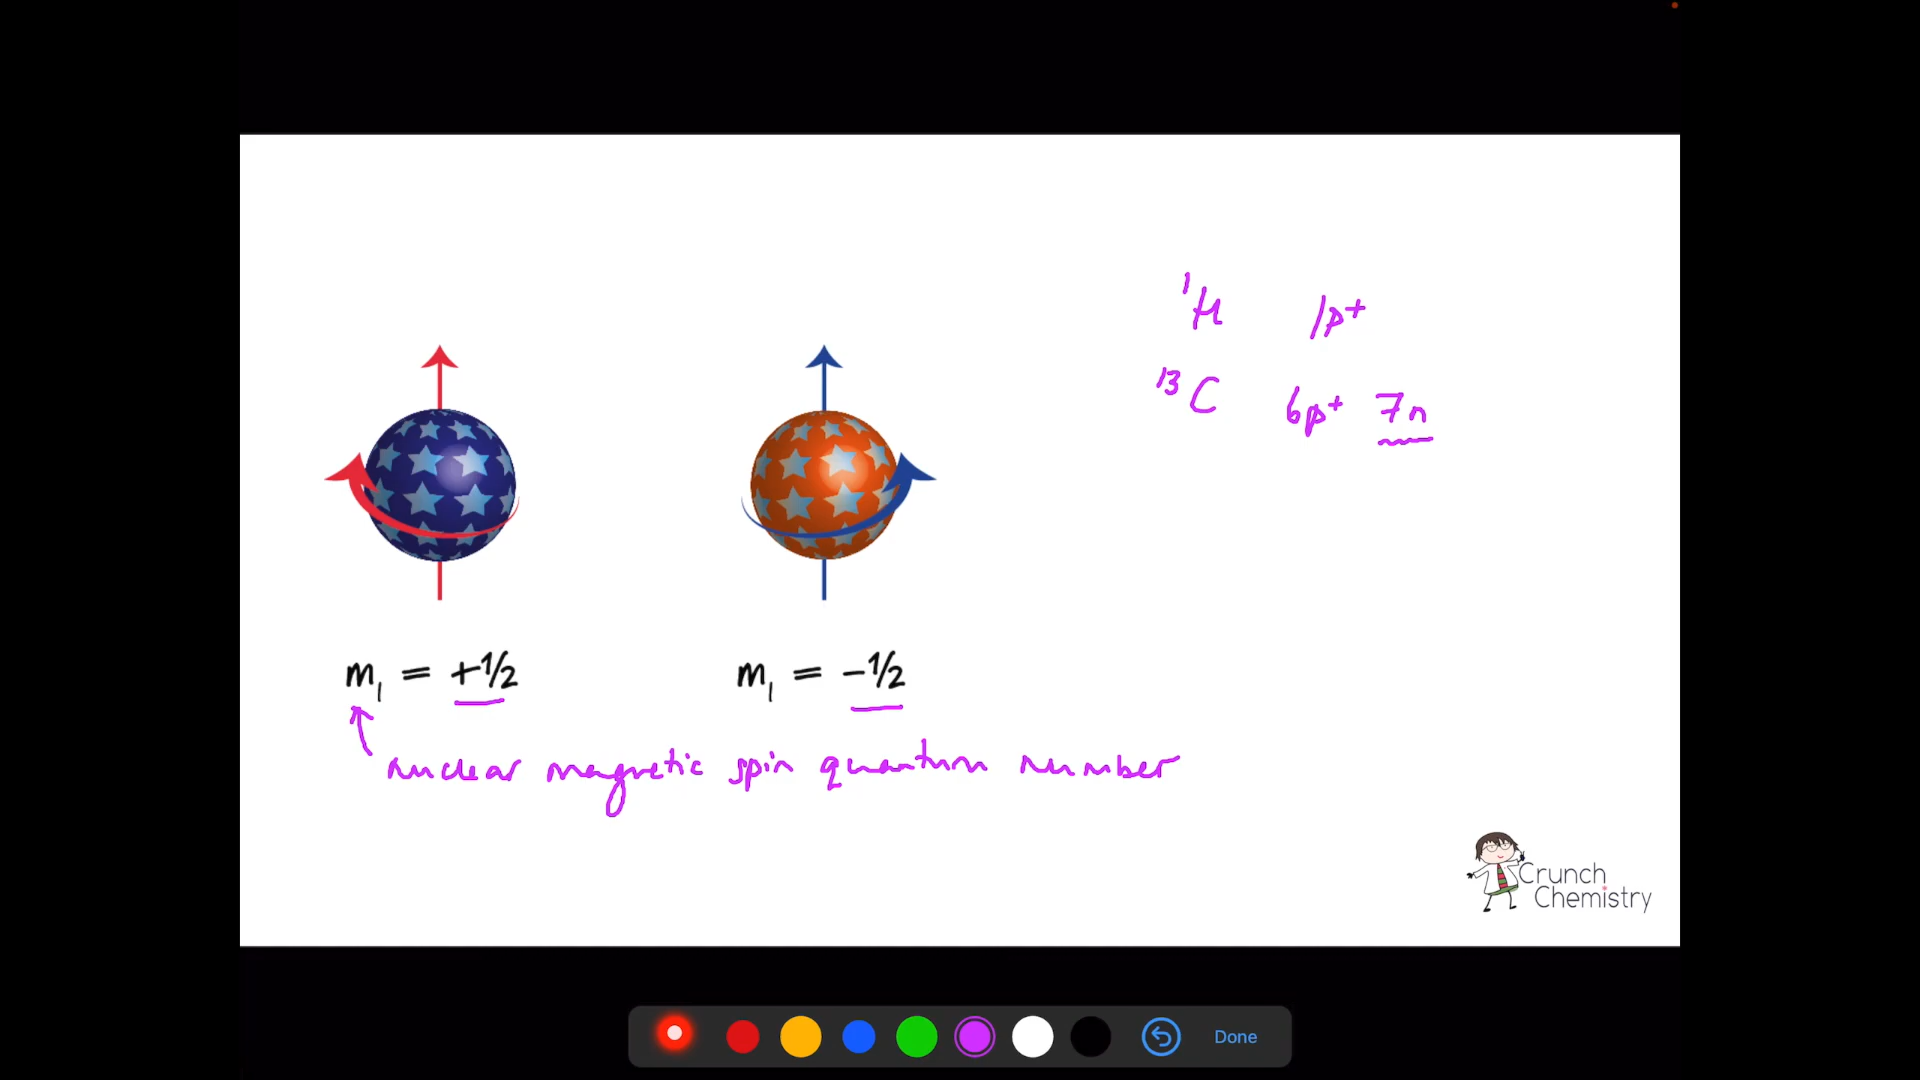 ¹H 1p⁺
¹³C 6p⁺ 7n
m₁ = +½ m₁ = -½
nuclear magnetic spin quantum number
Crunch
Chemistry
Done